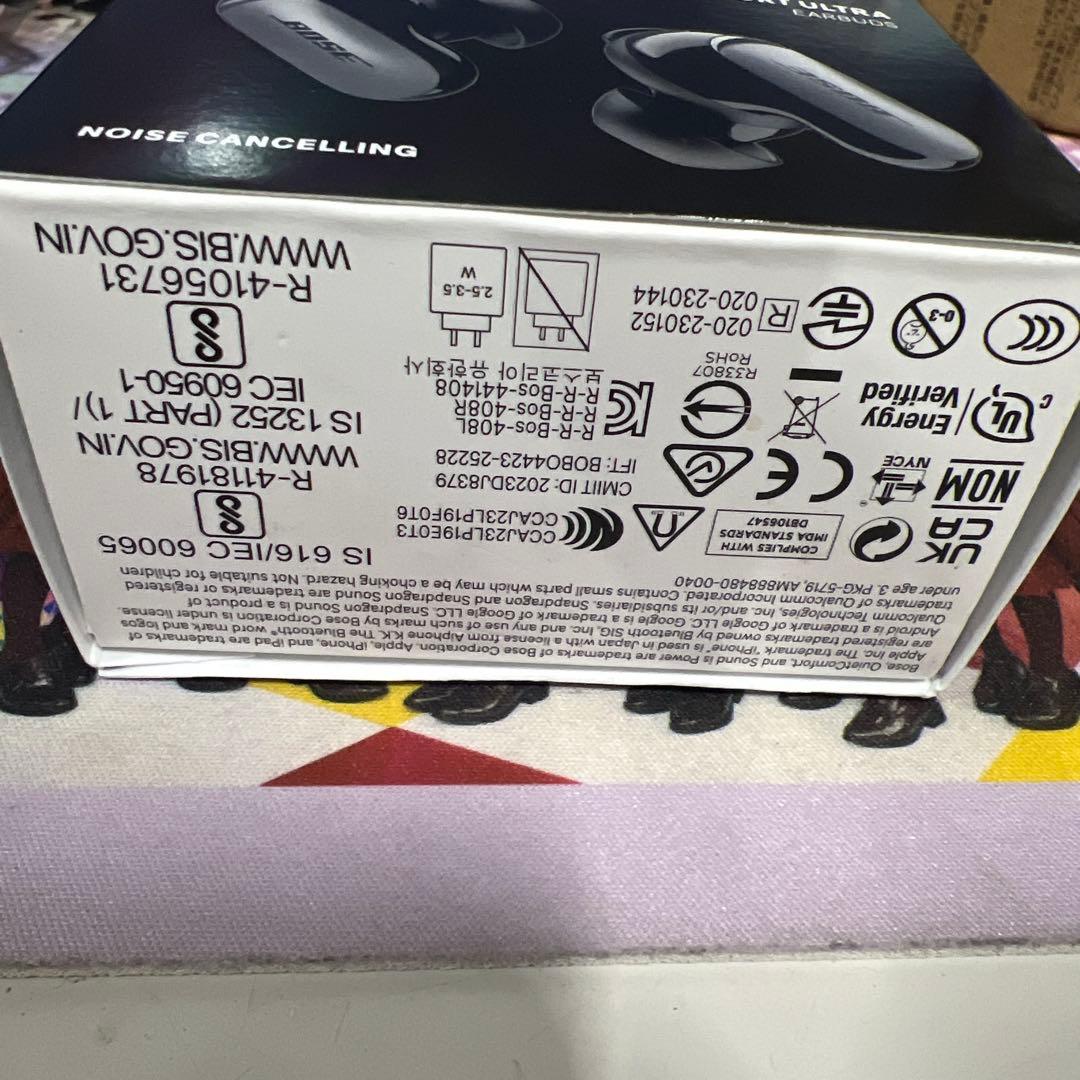 ULTRA
EARBUDS
BOSE
NOISE CANCELLING
Bose, QuietComfort, and Sound is Power are trademarks of Bose Corporation. Apple, iPhone, and iPad are trademarks of
Apple Inc. The trademark "iPhone" is used in Japan with a license from Aiphone K.K. The Bluetooth® word mark and logos
are registered trademarks owned by Bluetooth SIG, Inc. and any use of such marks by Bose Corporation is under license.
Android is a trademark of Google LLC. Google is a trademark of Google LLC. Snapdragon Sound is a product of
Qualcomm Technologies, Inc. and/or its subsidiaries. Snapdragon and Snapdragon Sound are trademarks or registered
trademarks of Qualcomm Incorporated. Contains small parts which may be a choking hazard. Not suitable for children
under age 3. PKG-5719, AM888480-0040
UK
CA
COMPLIES WITH
IMDA STANDARDS
DB106547
CCAJ23LP19E0T3
CCAJ23LP19F0T6
NOM
NYCE
CE
CMIIT ID: 2023DJ8379
IFT: BOBO4423-25228
c UL
Energy
Verified
R33807
RoHS
R-R-Bos-408L
R-R-Bos-408R
R-R-Bos-441408
보스코리아 유한회사
CCC
0-3
R
020-230152
020-230144
2.5-3.5
W
IS 616/IEC 60065
R-41181978
WWW.BIS.GOV.IN
IS 13252 (PART 1)/
IEC 60950-1
R-41056731
WWW.BIS.GOV.IN